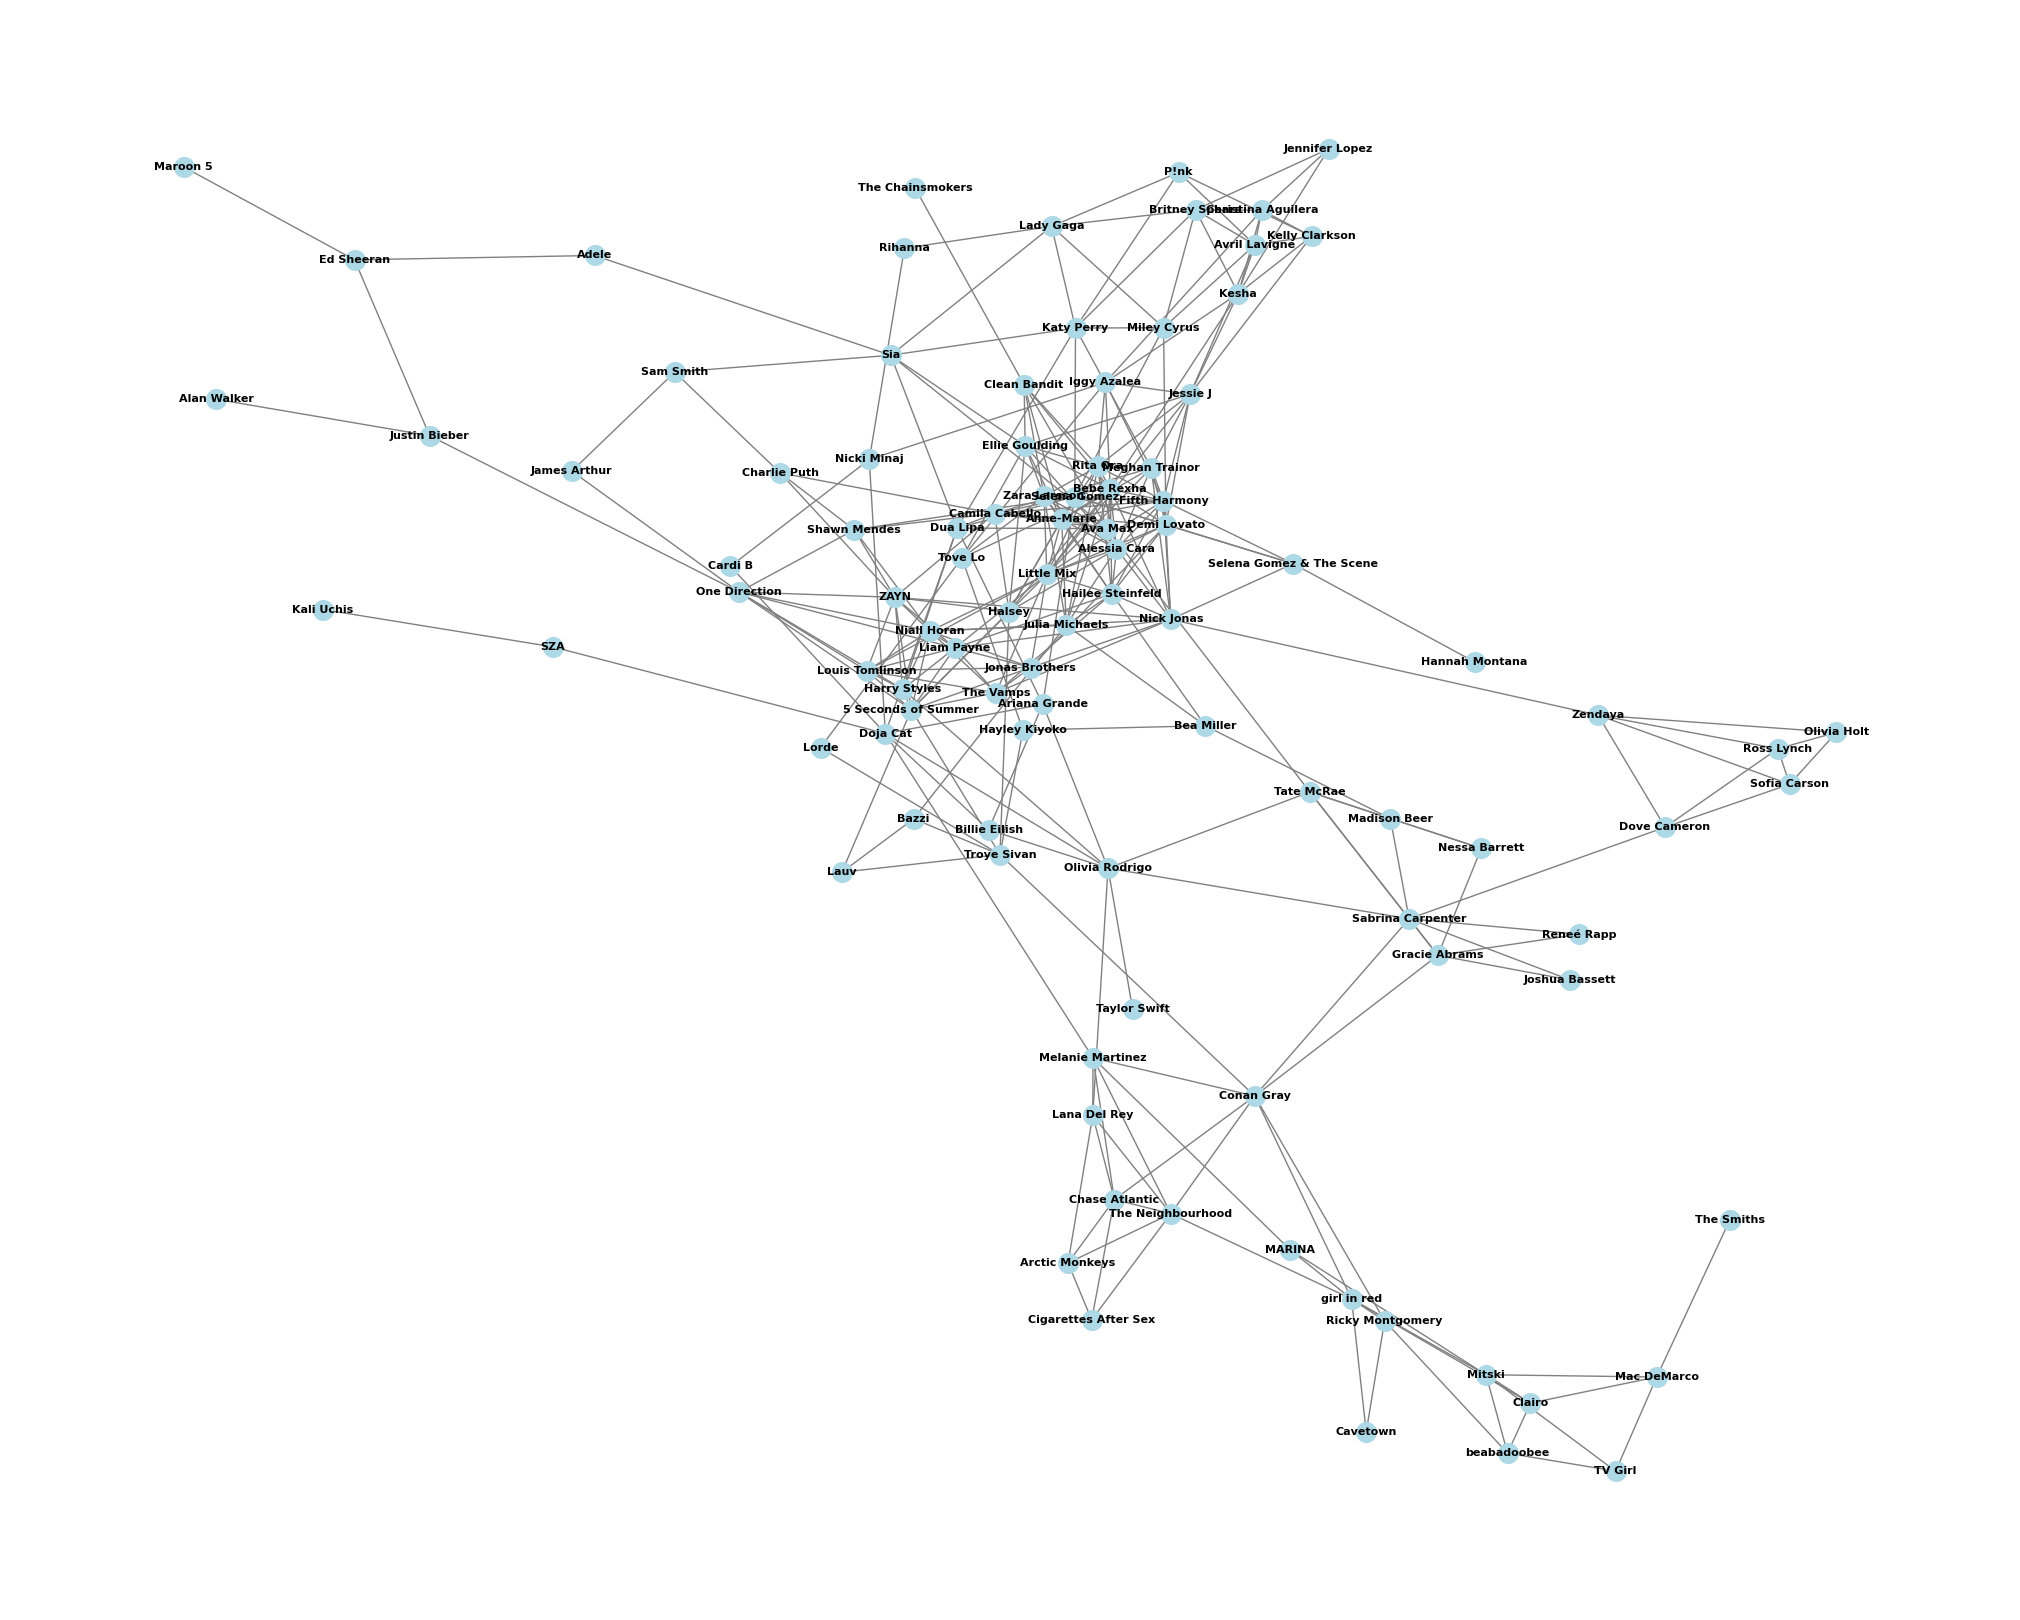 Jennifer Lopez
Maroon 5
P!nk
The Chainsmokers
Britney Spears
Christina Aguilera
Lady Gaga
Kelly Clarkson
Avril Lavigne
Rihanna
Adele
Ed Sheeran
Kesha
Katy Perry
Miley Cyrus
Sia
Sam Smith
Iggy Azalea
Clean Bandit
Jessie J
Alan Walker
Justin Bieber
Ellie Goulding
Nicki Minaj
Rita Ora
Meghan Trainor
James Arthur
Charlie Puth
Bebe Rexha
Zara Larsson
Selena Gomez
Fifth Harmony
Camila Cabello
Anne-Marie
Demi Lovato
Dua Lipa
Ava Max
Shawn Mendes
Alessia Cara
Tove Lo
Selena Gomez & The Scene
Cardi B
Little Mix
One Direction
Hailee Steinfeld
ZAYN
Kali Uchis
Halsey
Nick Jonas
Julia Michaels
Niall Horan
SZA
Liam Payne
Hannah Montana
Jonas Brothers
Louis Tomlinson
Harry Styles
The Vamps
Ariana Grande
5 Seconds of Summer
Zendaya
Bea Miller
Hayley Kiyoko
Olivia Holt
Doja Cat
Lorde
Ross Lynch
Sofia Carson
Tate McRae
Bazzi
Madison Beer
Dove Cameron
Billie Eilish
Nessa Barrett
Troye Sivan
Olivia Rodrigo
Lauv
Sabrina Carpenter
Reneé Rapp
Gracie Abrams
Joshua Bassett
Taylor Swift
Melanie Martinez
Conan Gray
Lana Del Rey
Chase Atlantic
The Neighbourhood
The Smiths
MARINA
Arctic Monkeys
girl in red
Cigarettes After Sex
Ricky Montgomery
Mitski
Mac DeMarco
Clairo
Cavetown
beabadoobee
TV Girl